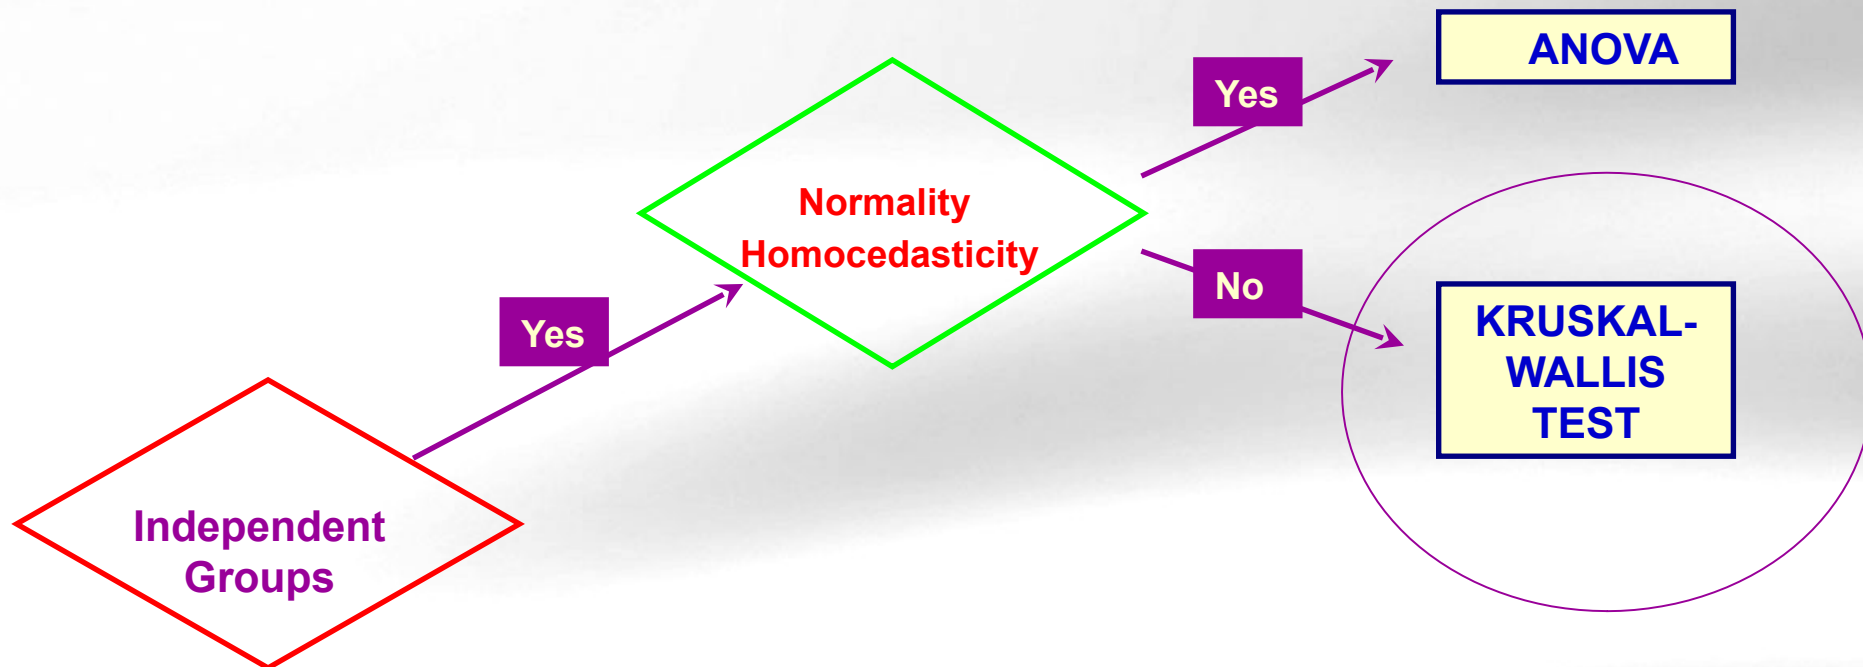 Independent
Groups
Yes
Normality
Homocedasticity
Yes
ANOVA
No
KRUSKAL-
WALLIS
TEST